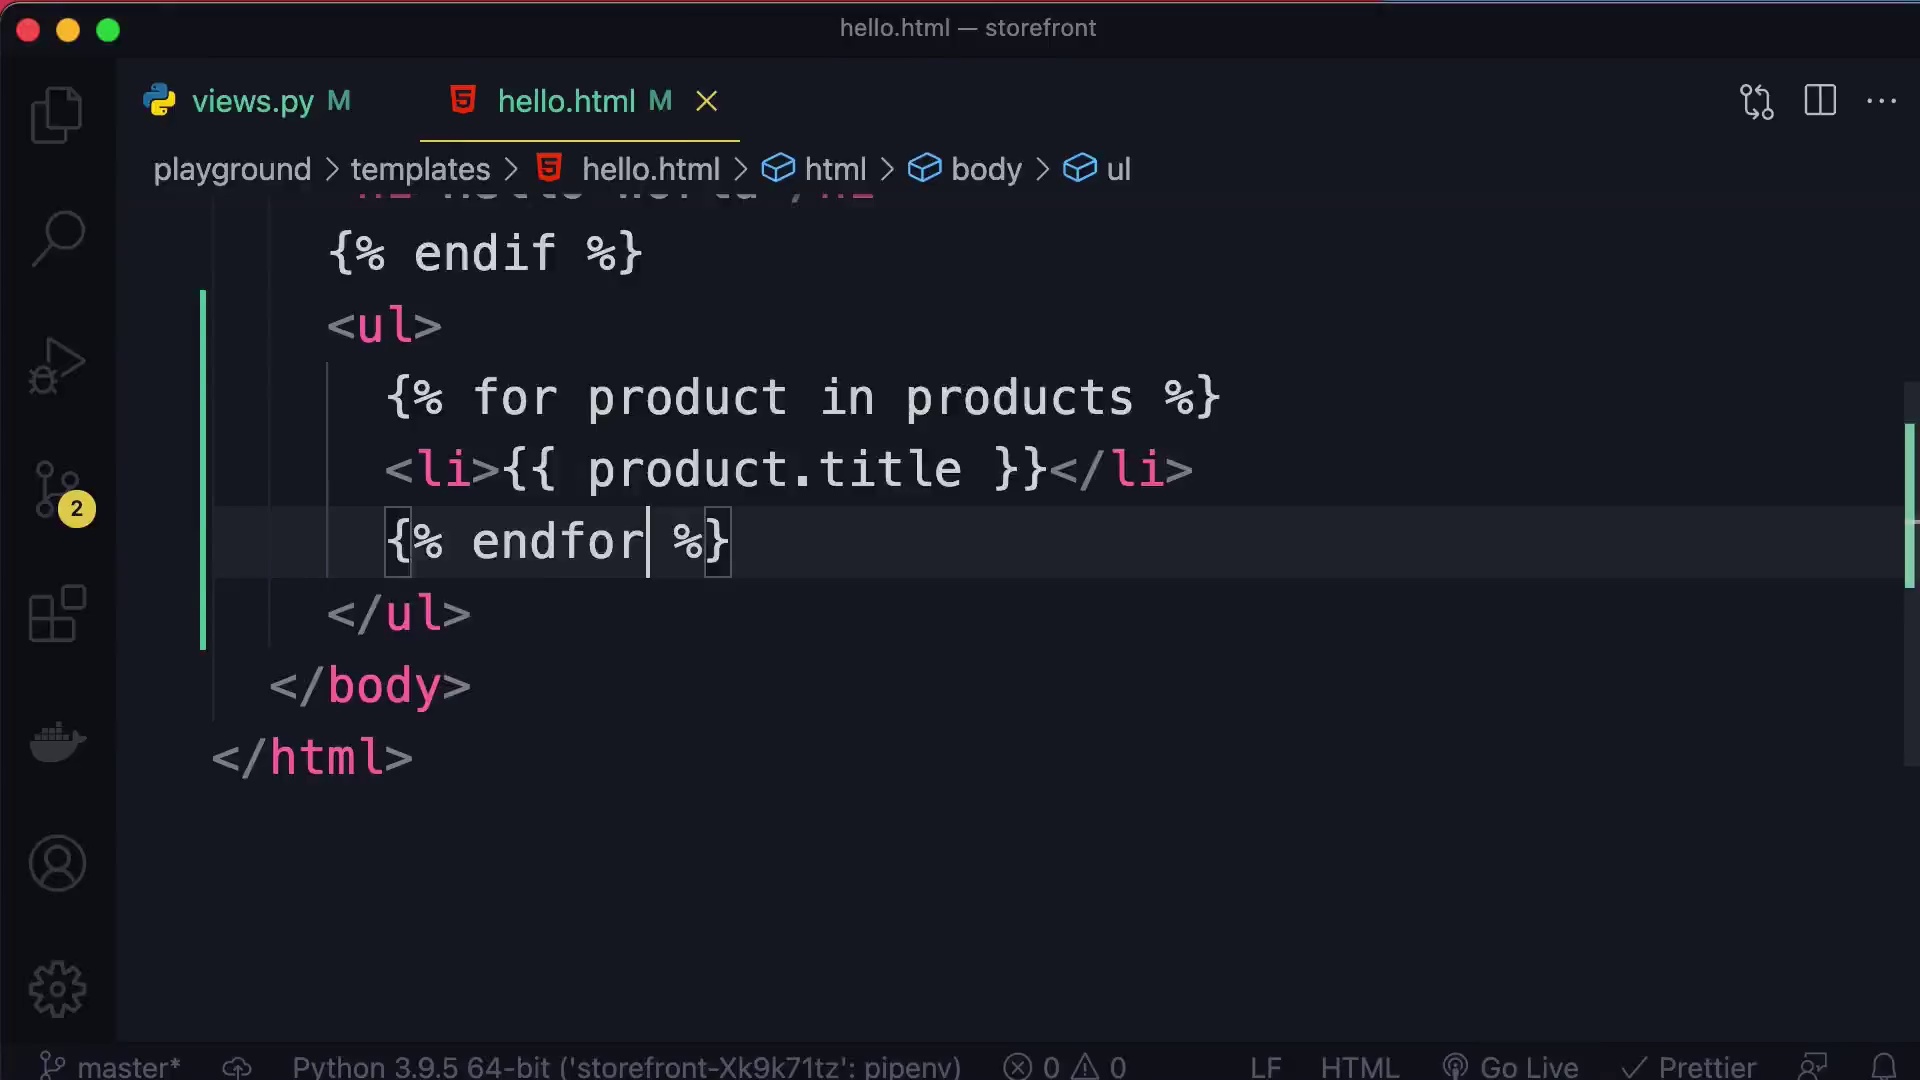 hello.html — storefront
views.py M
hello.html M
playground > templates > hello.html > html > body > ul
{% endif %}
<ul>
{% for product in products %}
<li>{{ product.title }}</li>
{% endfor %}
</ul>
</body>
</html>
2
master* Python 3.9.5 64-bit ('storefront-Xk9k71tz': pipenv) 0 0 LF HTML Go Live Prettier